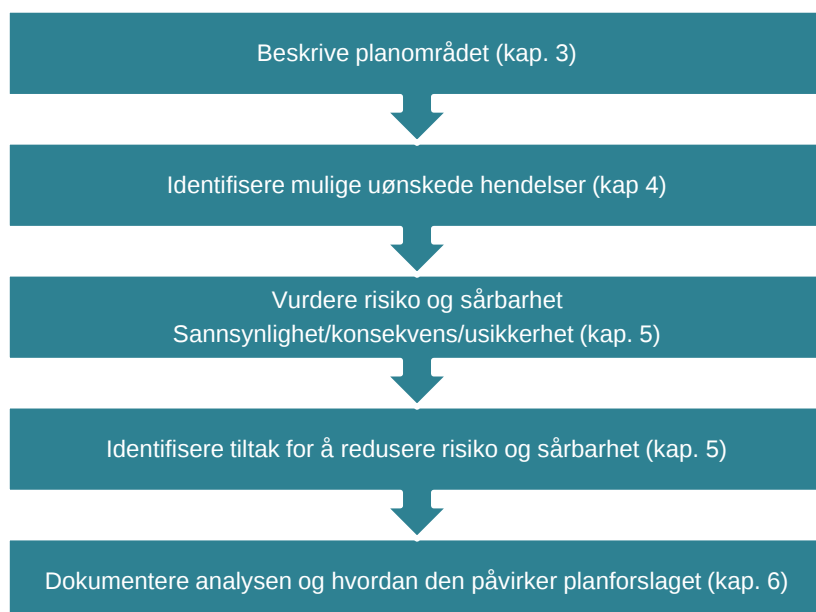 Beskrive planområdet (kap. 3)
Identifisere mulige uønskede hendelser (kap 4)
Vurdere risiko og sårbarhet
Sannsynlighet/konsekvens/usikkerhet (kap. 5)
Identifisere tiltak for å redusere risiko og sårbarhet (kap. 5)
Dokumentere analysen og hvordan den påvirker planforslaget (kap. 6)